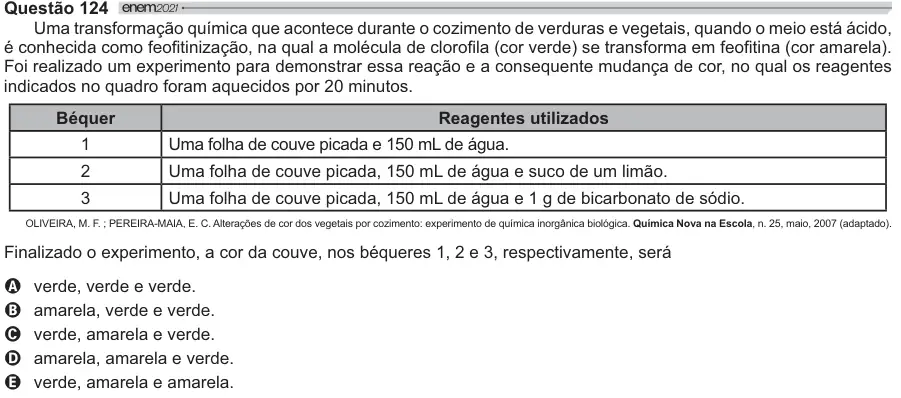 Questão 124 enem2021
Uma transformação química que acontece durante o cozimento de verduras e vegetais, quando o meio está ácido,
é conhecida como feofitinização, na qual a molécula de clorofila (cor verde) se transforma em feofitina (cor amarela).
Foi realizado um experimento para demonstrar essa reação e a consequente mudança de cor, no qual os reagentes
indicados no quadro foram aquecidos por 20 minutos.
Béquer Reagentes utilizados
1 Uma folha de couve picada e 150 mL de água.
2 Uma folha de couve picada, 150 mL de água e suco de um limão.
3 Uma folha de couve picada, 150 mL de água e 1 g de bicarbonato de sódio.
OLIVEIRA, M. F. ; PEREIRA-MAIA, E. C. Alterações de cor dos vegetais por cozimento: experimento de química inorgânica biológica. Química Nova na Escola, n. 25, maio, 2007 (adaptado).
Finalizado o experimento, a cor da couve, nos béqueres 1, 2 e 3, respectivamente, será
A verde, verde e verde.
B amarela, verde e verde.
C verde, amarela e verde.
D amarela, amarela e verde.
E verde, amarela e amarela.